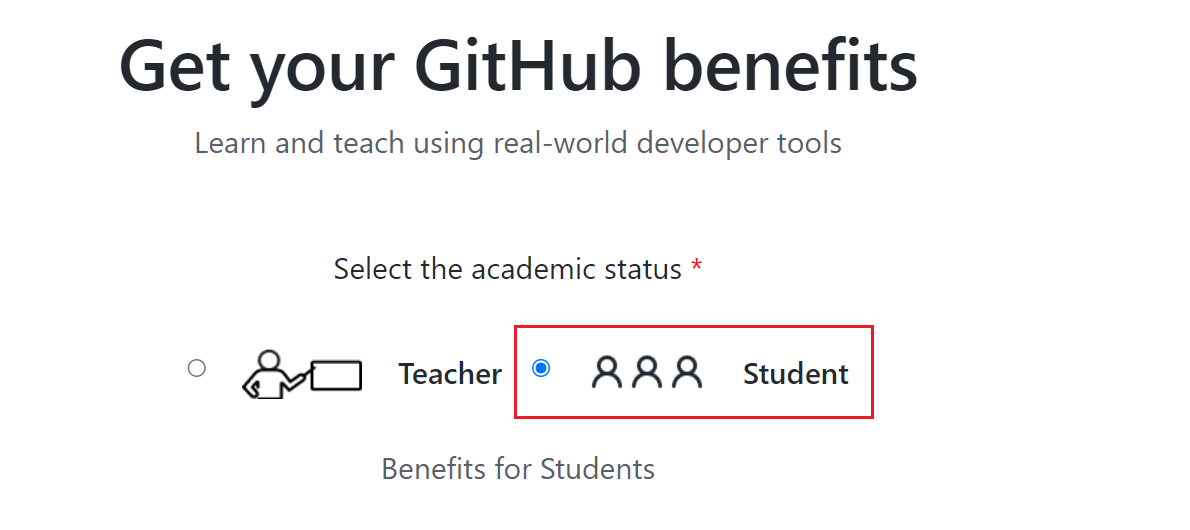 Get your GitHub benefits
Learn and teach using real-world developer tools
Select the academic status *
Teacher Student
Benefits for Students